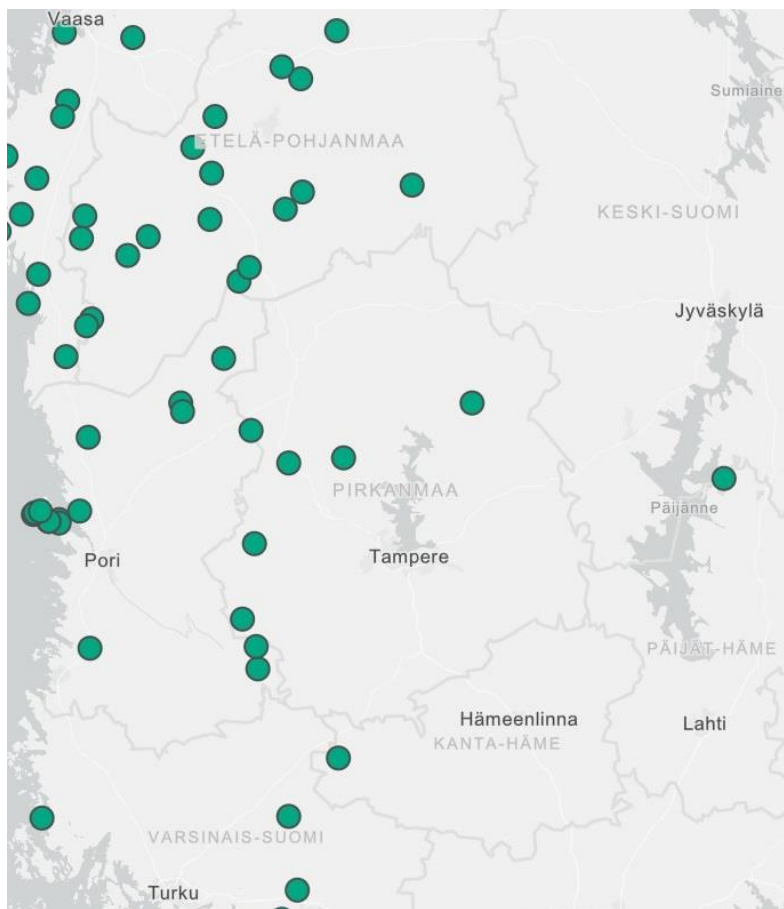 Vaasa
Sumiaine
ETELÄ-POHJANMAA
KESKI-SUOMI
Jyväskylä
PIRKANMAA
Päijänne
Pori
Tampere
PÄIJÄT-HÄME
Hämeenlinna
Lahti
KANTA-HÄME
VARSINAIS-SUOMI
Turku